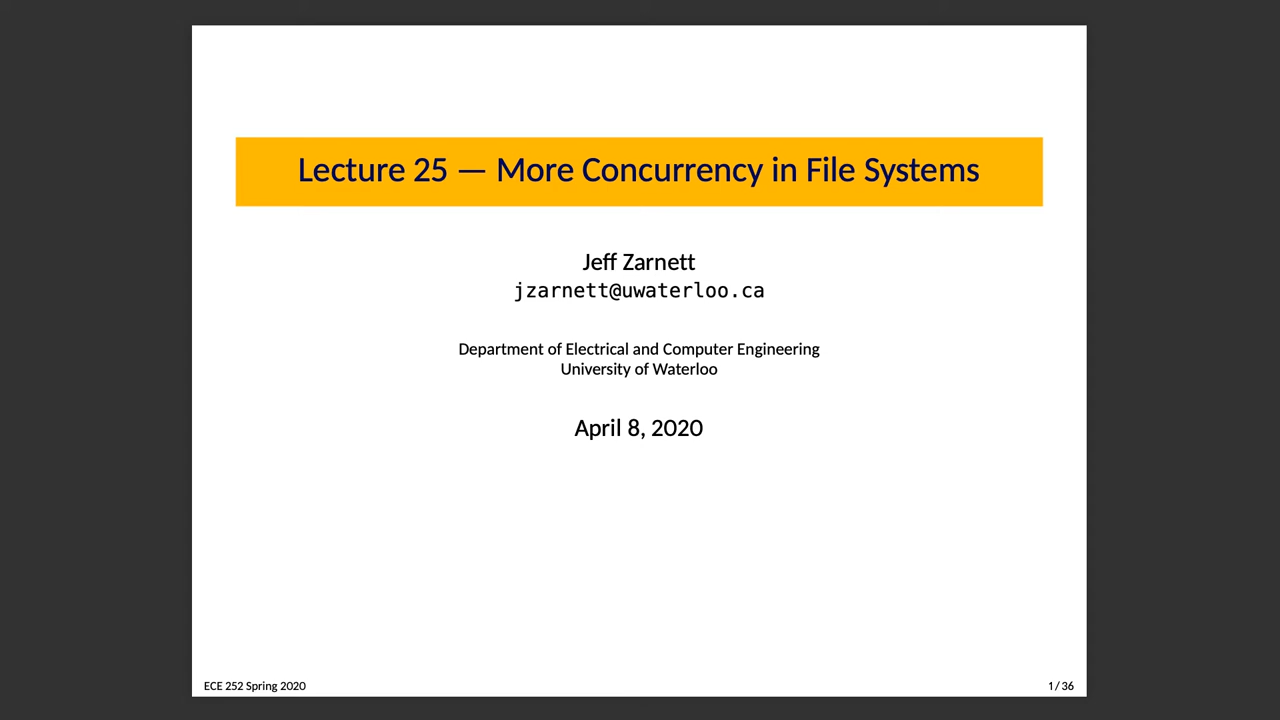 Lecture 25 — More Concurrency in File Systems
Jeff Zarnett
jzarnett@uwaterloo.ca
Department of Electrical and Computer Engineering
University of Waterloo
April 8, 2020
ECE 252 Spring 2020
1 / 36